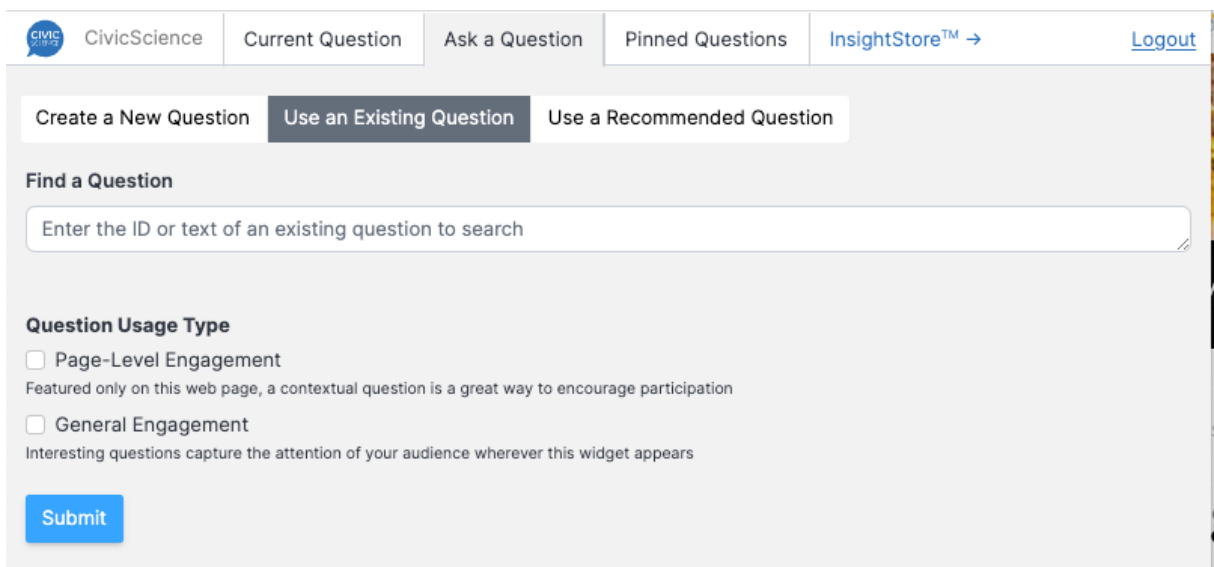 CIVIC
SCIENCE
CivicScience Current Question Ask a Question Pinned Questions InsightStore™ → Logout
Create a New Question Use an Existing Question Use a Recommended Question
Find a Question
Enter the ID or text of an existing question to search
Question Usage Type
Page-Level Engagement
Featured only on this web page, a contextual question is a great way to encourage participation
General Engagement
Interesting questions capture the attention of your audience wherever this widget appears
Submit